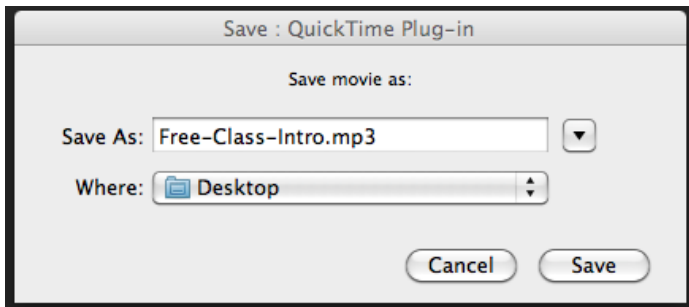 Save : QuickTime Plug-in
Save movie as:
Save As: Free-Class-Intro.mp3
Where: Desktop
Cancel Save